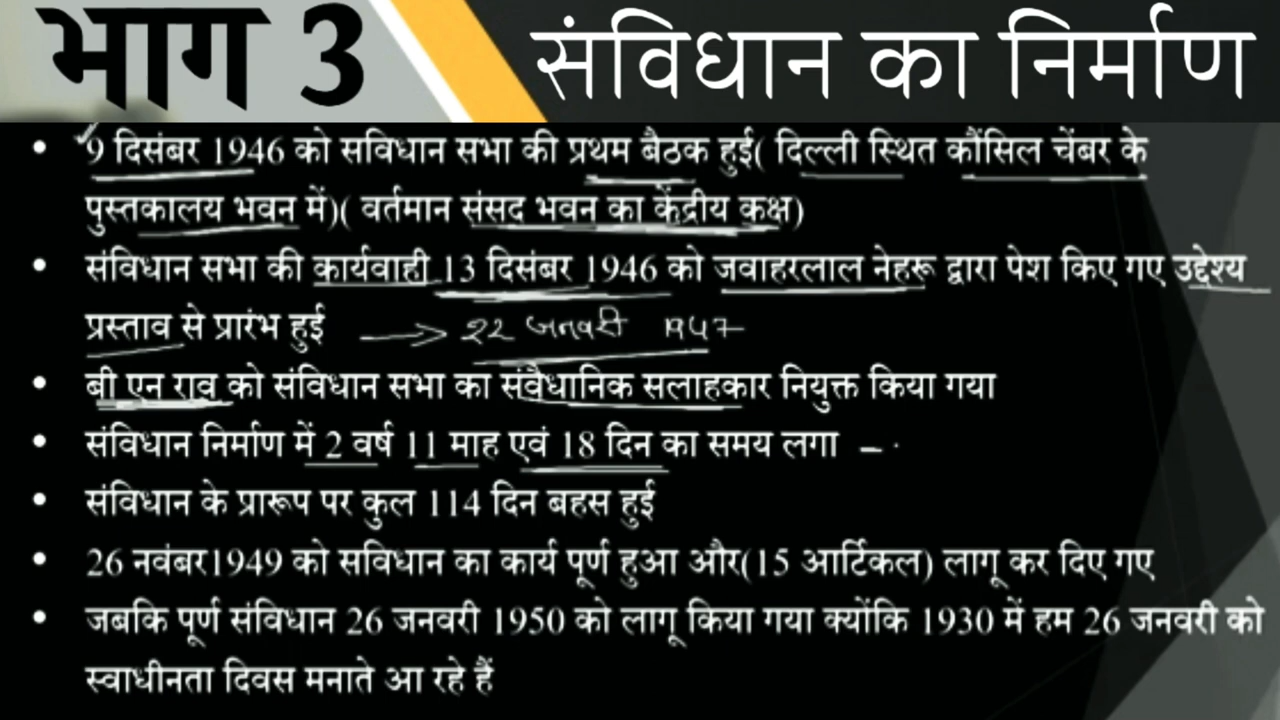 भाग 3
संविधान का निर्माण
• 9 दिसंबर 1946 को सविधान सभा की प्रथम बैठक हुई( दिल्ली स्थित कौंसिल चेंबर के
पुस्तकालय भवन में)( वर्तमान संसद भवन का केंद्रीय कक्ष)
• संविधान सभा की कार्यवाही 13 दिसंबर 1946 को जवाहरलाल नेहरू द्वारा पेश किए गए उद्देश्य
प्रस्ताव से प्रारंभ हुई → 22 जनवरी १९४७
• बी एन राव को संविधान सभा का संवैधानिक सलाहकार नियुक्त किया गया
• संविधान निर्माण में 2 वर्ष 11 माह एवं 18 दिन का समय लगा
• संविधान के प्रारूप पर कुल 114 दिन बहस हुई
• 26 नवंबर1949 को सविधान का कार्य पूर्ण हुआ और(15 आर्टिकल) लागू कर दिए गए
• जबकि पूर्ण संविधान 26 जनवरी 1950 को लागू किया गया क्योंकि 1930 में हम 26 जनवरी को
स्वाधीनता दिवस मनाते आ रहे हैं